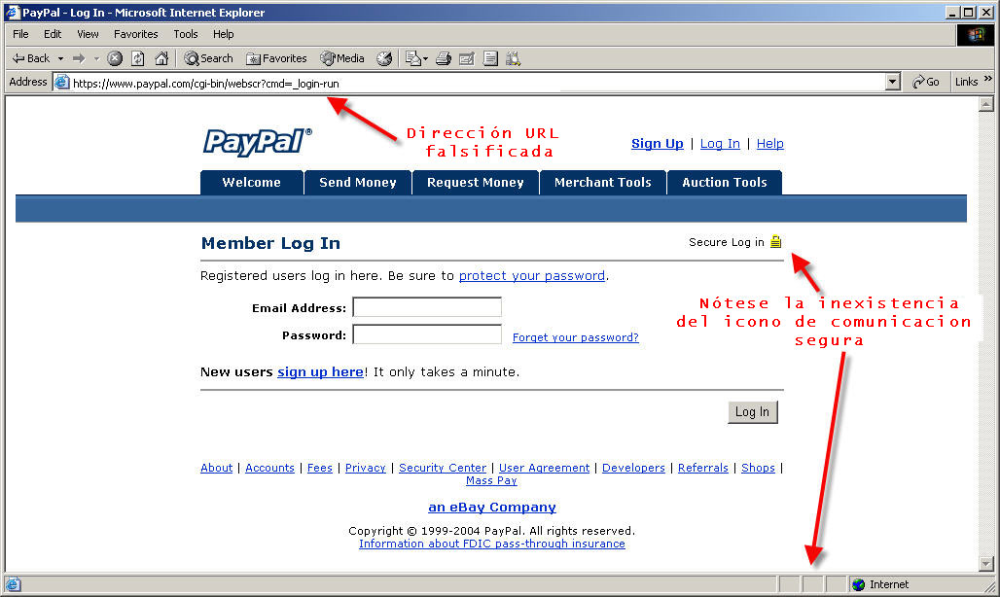 PayPal - Log In - Microsoft Internet Explorer
File Edit View Favorites Tools Help
Back Search Favorites Media
Address https://www.paypal.com/cgi-bin/webscr?cmd=_login-run Go Links »
PayPal®
Dirección URL
falsificada
Sign Up | Log In | Help
Welcome Send Money Request Money Merchant Tools Auction Tools
Member Log In
Secure Log in
Registered users log in here. Be sure to protect your password.
Nótese la inexistencia
del icono de comunicacion
segura
Email Address:
Password: Forget your password?
New users sign up here! It only takes a minute.
Log In
About | Accounts | Fees | Privacy | Security Center | User Agreement | Developers | Referrals | Shops |
Mass Pay
an eBay Company
Copyright © 1999-2004 PayPal. All rights reserved.
Information about FDIC pass-through insurance
Internet